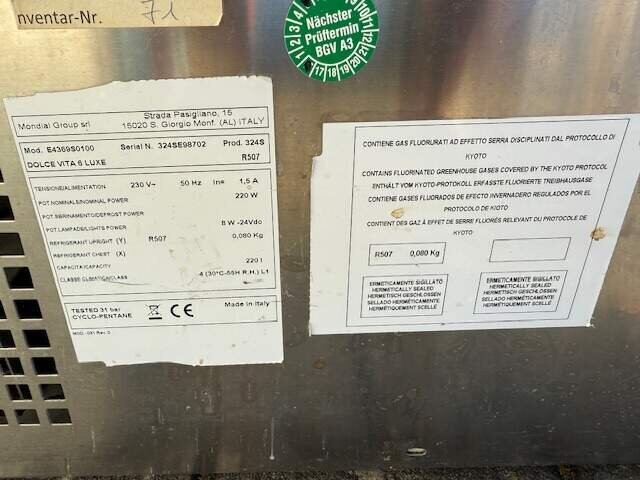 nventar-Nr. 71
Nächster
Prüftermin
BGV A3
17 18 19 20 21
Mondial Group srl
Strada Pasigliano, 15
15020 S. Giorgio Monf. (AL) ITALY
Mod. E4369S0100 Serial N. 324SE98702 Prod. 324S
DOLCE VITA 6 LUXE R507
TENSIONE/ALIMENTATION 230 V~ 50 Hz In= 1,5 A
POT.NOMINALE/NOMINAL POWER 220 W
POT.SBRINAMENTO/DEFROST POWER
POT.LAMPADE/LIGHTS POWER 8 W -24Vdc
REFRIGERANT UPRIGHT (Y) R507 0,080 Kg
REFRIGERANT CHEST (X)
CAPACITA'/CAPACITY 220 l
CLASSE CLIMATICA/CLASS 4 (30°C-55% R.H.) L1
TESTED 31 bar
CYCLO-PENTANE
CE
Made in Italy
MOD.-031 Rev. 0
CONTIENE GAS FLUORURATI AD EFFETTO SERRA DISCIPLINATI DAL PROTOCOLLO DI
KYOTO
CONTAINS FLUORINATED GREENHOUSE GASES COVERED BY THE KYOTO PROTOCOL
ENTHÄLT VOM KYOTO-PROTOKOLL ERFASSTE FLUORIERTE TREIBHAUSGASE
CONTIENE GASES FLUORADOS DE EFECTO INVERNADERO REGULADOS POR EL
PROTOCOLO DE KIOTO
CONTIENT DES GAZ À EFFET DE SERRE FLUORÉS RELEVANT DU PROTOCOLE DE
KYOTO
R507 0,080 Kg
ERMETICAMENTE SIGILLATO
HERMETICALLY SEALED
HERMETISCH GESCHLOSSEN
SELLADO HERMÉTICAMENTE.
HERMÉTIQUEMENT SCELLÉ
ERMETICAMENTE SIGILLATO
HERMETICALLY SEALED
HERMETISCH GESCHLOSSEN
SELLADO HERMÉTICAMENTE.
HERMÉTIQUEMENT SCELLÉ